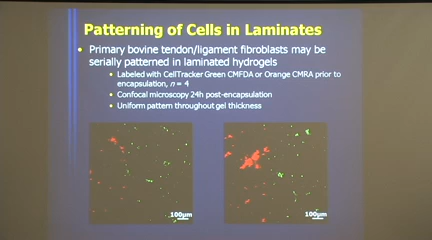 Patterning of Cells in Laminates
• Primary bovine tendon/ligament fibroblasts may be
serially patterned in laminated hydrogels
• Labeled with CellTracker Green CMFDA or Orange CMRA prior to
encapsulation, n = 4
• Confocal microscopy 24h post-encapsulation
• Uniform pattern throughout gel thickness
100μm
100μm